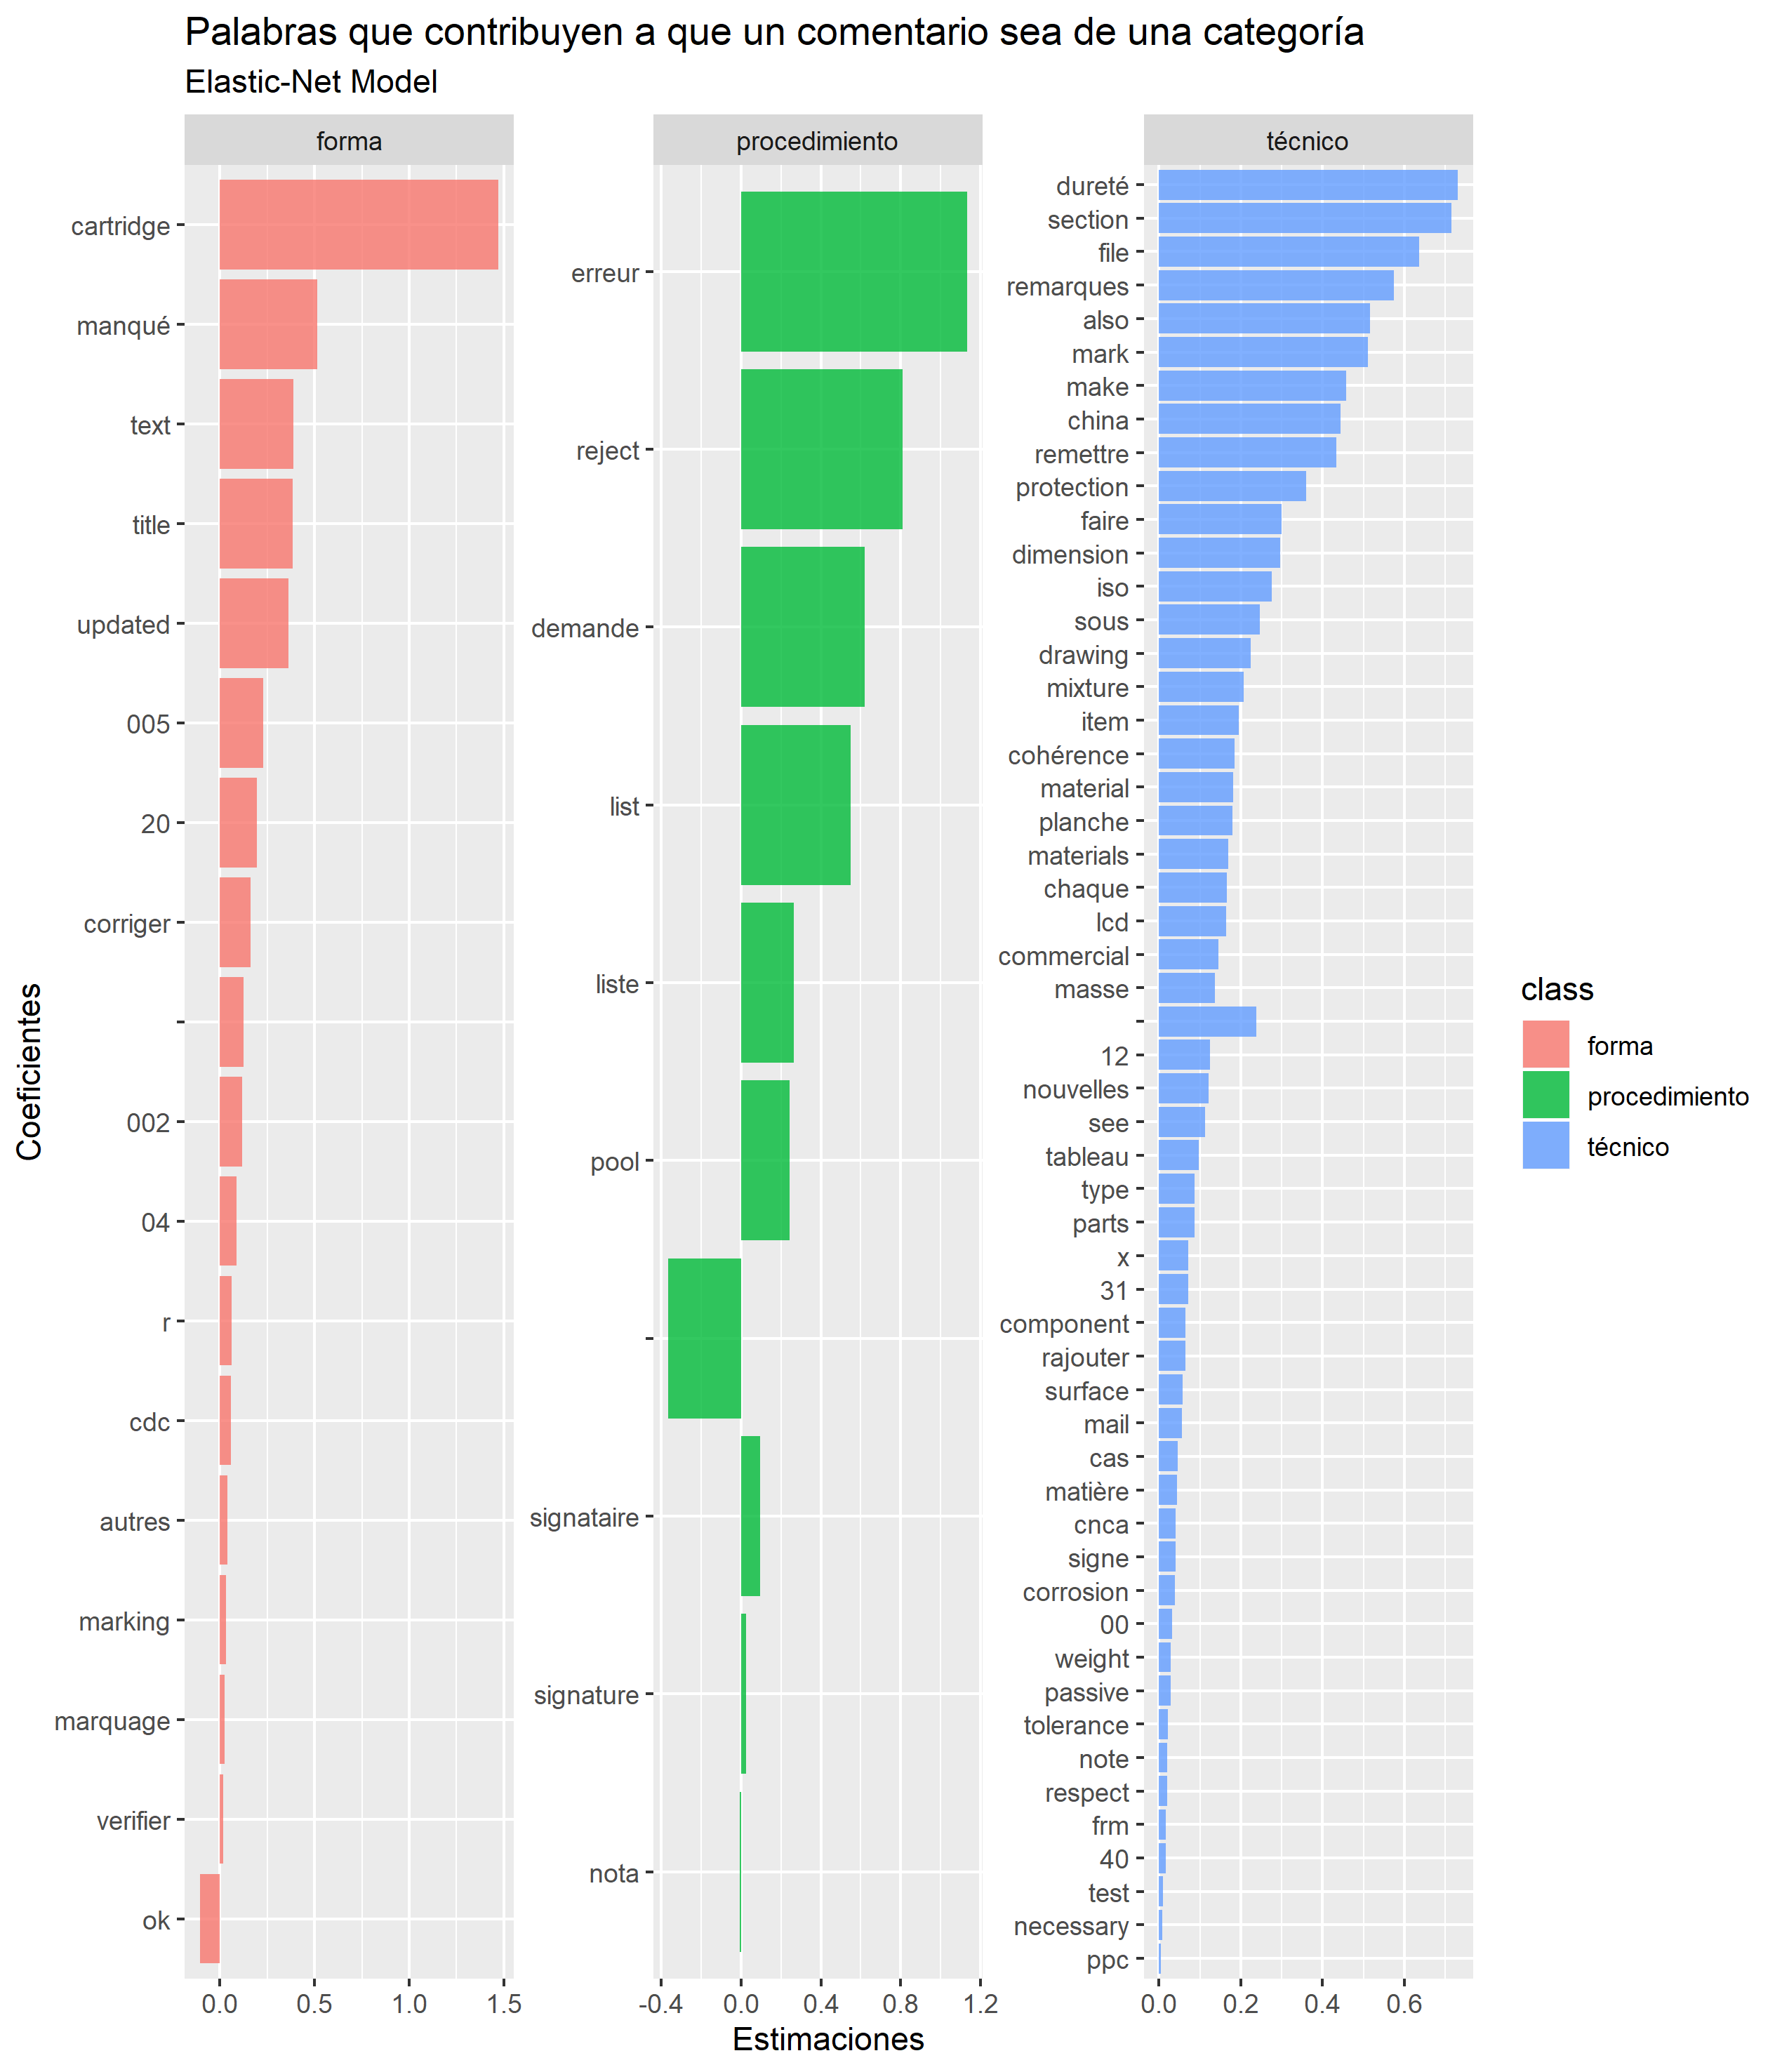 Palabras que contribuyen a que un comentario sea de una categoría
Elastic-Net Model
forma
procedimiento
técnico
Coeficientes
cartridge
manqué
text
title
updated
005
20
corriger
002
04
r
cdc
autres
marking
marquage
verifier
ok
0.0 0.5 1.0 1.5
erreur
reject
demande
list
liste
pool
signataire
signature
nota
-0.4 0.0 0.4 0.8 1.2
dureté
section
file
remarques
also
mark
make
china
remettre
protection
faire
dimension
iso
sous
drawing
mixture
item
cohérence
material
planche
materials
chaque
lcd
commercial
masse
12
nouvelles
see
tableau
type
parts
x
31
component
rajouter
surface
mail
cas
matière
cnca
signe
corrosion
00
weight
passive
tolerance
note
respect
frm
40
test
necessary
ppc
0.0 0.2 0.4 0.6
Estimaciones
class
forma
procedimiento
técnico